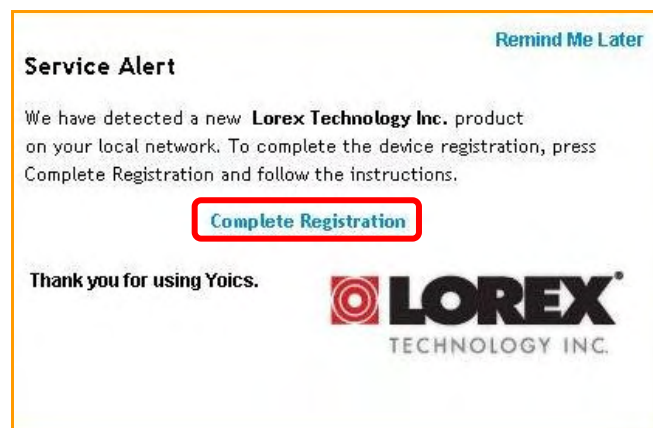 Remind Me Later
Service Alert
We have detected a new Lorex Technology Inc. product
on your local network. To complete the device registration, press
Complete Registration and follow the instructions.
Complete Registration
Thank you for using Yoics.
LOREX
TECHNOLOGY INC.